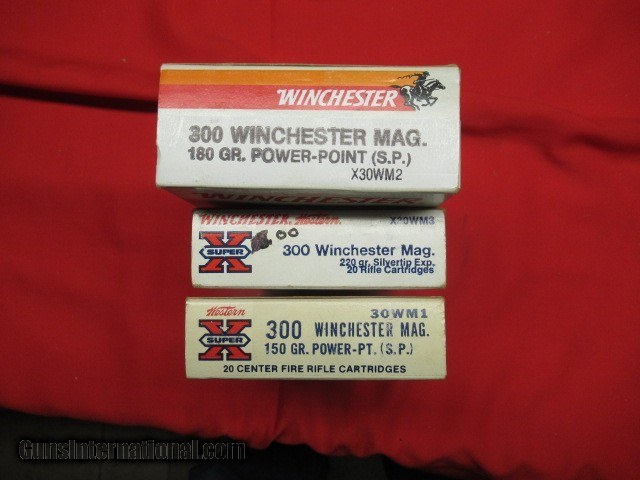 WINCHESTER
300 WINCHESTER MAG.
180 GR. POWER-POINT (S.P.)
X30WM2
WINCHESTER
WINCHESTER Western X30WM3
X
SUPER
300 Winchester Mag.
220 gr. Silvertip Exp.
20 Rifle Cartridges
Western 30WM1
X
SUPER
300 WINCHESTER MAG.
150 GR. POWER-PT. (S.P.)
20 CENTER FIRE RIFLE CARTRIDGES
GunsInternational.com